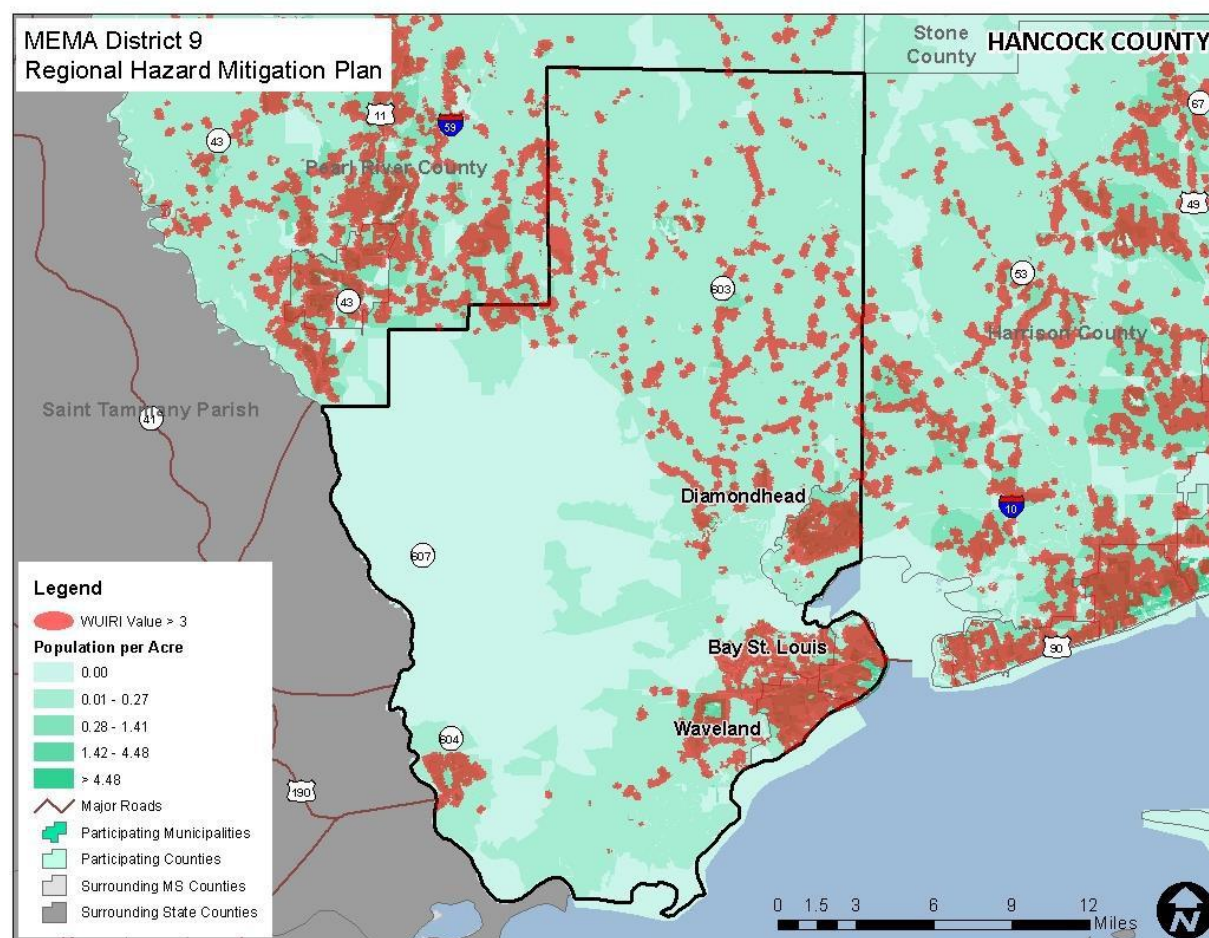 MEMA District 9
Regional Hazard Mitigation Plan
Stone
County
HANCOCK COUNTY
67
11
59
43
Pearl River County
49
53
603
43
Harrison County
Saint Tammany Parish
41
Diamondhead
10
607
Bay St. Louis
90
Waveland
604
190
Legend
WUIRI Value > 3
Population per Acre
0.00
0.01 - 0.27
0.28 - 1.41
1.42 - 4.48
> 4.48
Major Roads
Participating Municipalities
Participating Counties
Surrounding MS Counties
Surrounding State Counties
0 1.5 3 6 9 12
Miles
N